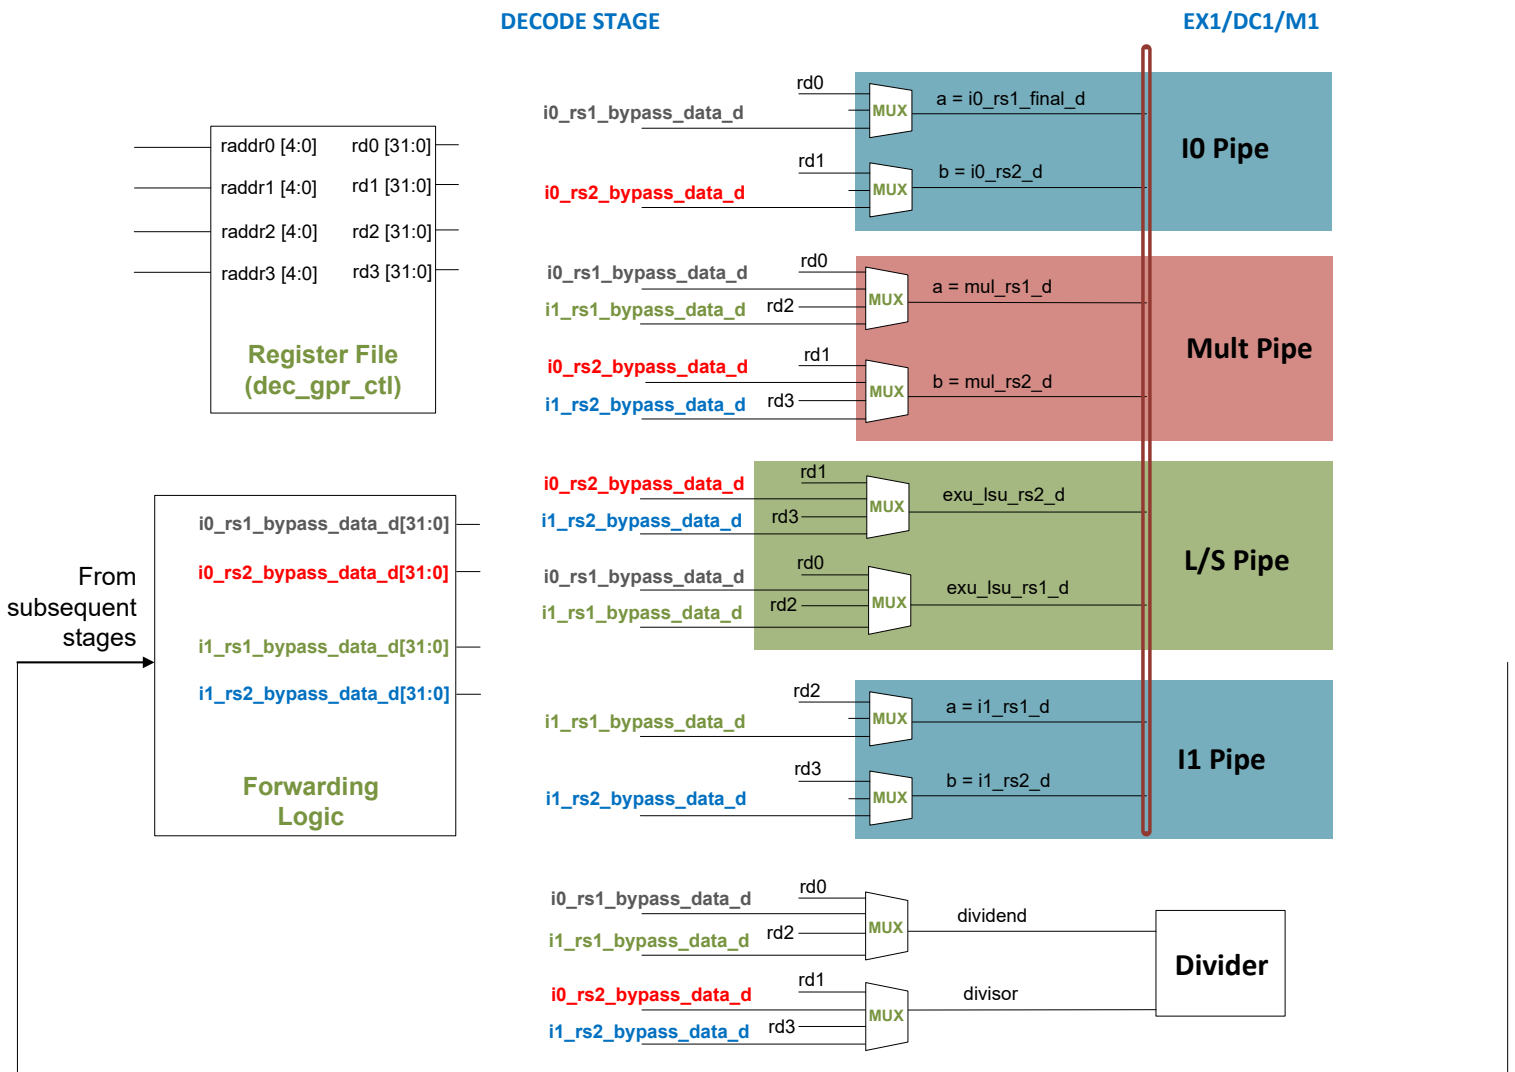 DECODE STAGE
EX1/DC1/M1
raddr0 [4:0] rd0 [31:0]
raddr1 [4:0] rd1 [31:0]
raddr2 [4:0] rd2 [31:0]
raddr3 [4:0] rd3 [31:0]
Register File
(dec_gpr_ctl)
From
subsequent
stages
i0_rs1_bypass_data_d[31:0]
i0_rs2_bypass_data_d[31:0]
i1_rs1_bypass_data_d[31:0]
i1_rs2_bypass_data_d[31:0]
Forwarding
Logic
rd0
i0_rs1_bypass_data_d
MUX
a = i0_rs1_final_d
rd1
i0_rs2_bypass_data_d
MUX
b = i0_rs2_d
I0 Pipe
rd0
i0_rs1_bypass_data_d
i1_rs1_bypass_data_d
rd2
MUX
a = mul_rs1_d
rd1
i0_rs2_bypass_data_d
i1_rs2_bypass_data_d
rd3
MUX
b = mul_rs2_d
Mult Pipe
rd1
i0_rs2_bypass_data_d
i1_rs2_bypass_data_d
rd3
MUX
exu_lsu_rs2_d
rd0
i0_rs1_bypass_data_d
i1_rs1_bypass_data_d
rd2
MUX
exu_lsu_rs1_d
L/S Pipe
rd2
i1_rs1_bypass_data_d
MUX
a = i1_rs1_d
rd3
i1_rs2_bypass_data_d
MUX
b = i1_rs2_d
I1 Pipe
rd0
i0_rs1_bypass_data_d
i1_rs1_bypass_data_d
rd2
MUX
dividend
rd1
i0_rs2_bypass_data_d
i1_rs2_bypass_data_d
rd3
MUX
divisor
Divider